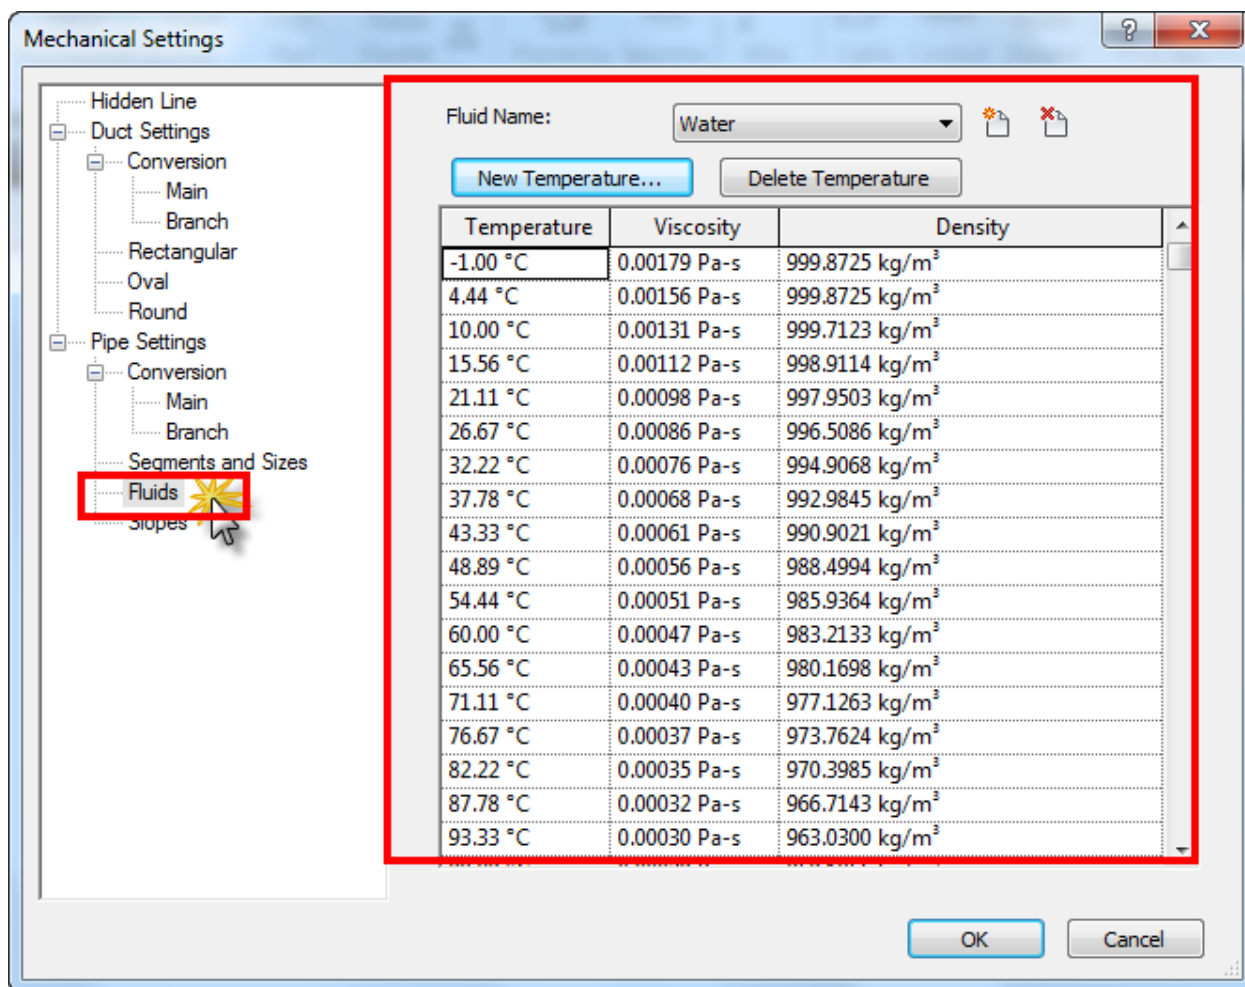 Mechanical Settings
Hidden Line
Duct Settings
Conversion
Main
Branch
Rectangular
Oval
Round
Pipe Settings
Conversion
Main
Branch
Segments and Sizes
Fluids
Slopes
Fluid Name: Water
New Temperature... Delete Temperature
Temperature Viscosity Density
-1.00 °C 0.00179 Pa-s 999.8725 kg/m³
4.44 °C 0.00156 Pa-s 999.8725 kg/m³
10.00 °C 0.00131 Pa-s 999.7123 kg/m³
15.56 °C 0.00112 Pa-s 998.9114 kg/m³
21.11 °C 0.00098 Pa-s 997.9503 kg/m³
26.67 °C 0.00086 Pa-s 996.5086 kg/m³
32.22 °C 0.00076 Pa-s 994.9068 kg/m³
37.78 °C 0.00068 Pa-s 992.9845 kg/m³
43.33 °C 0.00061 Pa-s 990.9021 kg/m³
48.89 °C 0.00056 Pa-s 988.4994 kg/m³
54.44 °C 0.00051 Pa-s 985.9364 kg/m³
60.00 °C 0.00047 Pa-s 983.2133 kg/m³
65.56 °C 0.00043 Pa-s 980.1698 kg/m³
71.11 °C 0.00040 Pa-s 977.1263 kg/m³
76.67 °C 0.00037 Pa-s 973.7624 kg/m³
82.22 °C 0.00035 Pa-s 970.3985 kg/m³
87.78 °C 0.00032 Pa-s 966.7143 kg/m³
93.33 °C 0.00030 Pa-s 963.0300 kg/m³
OK Cancel